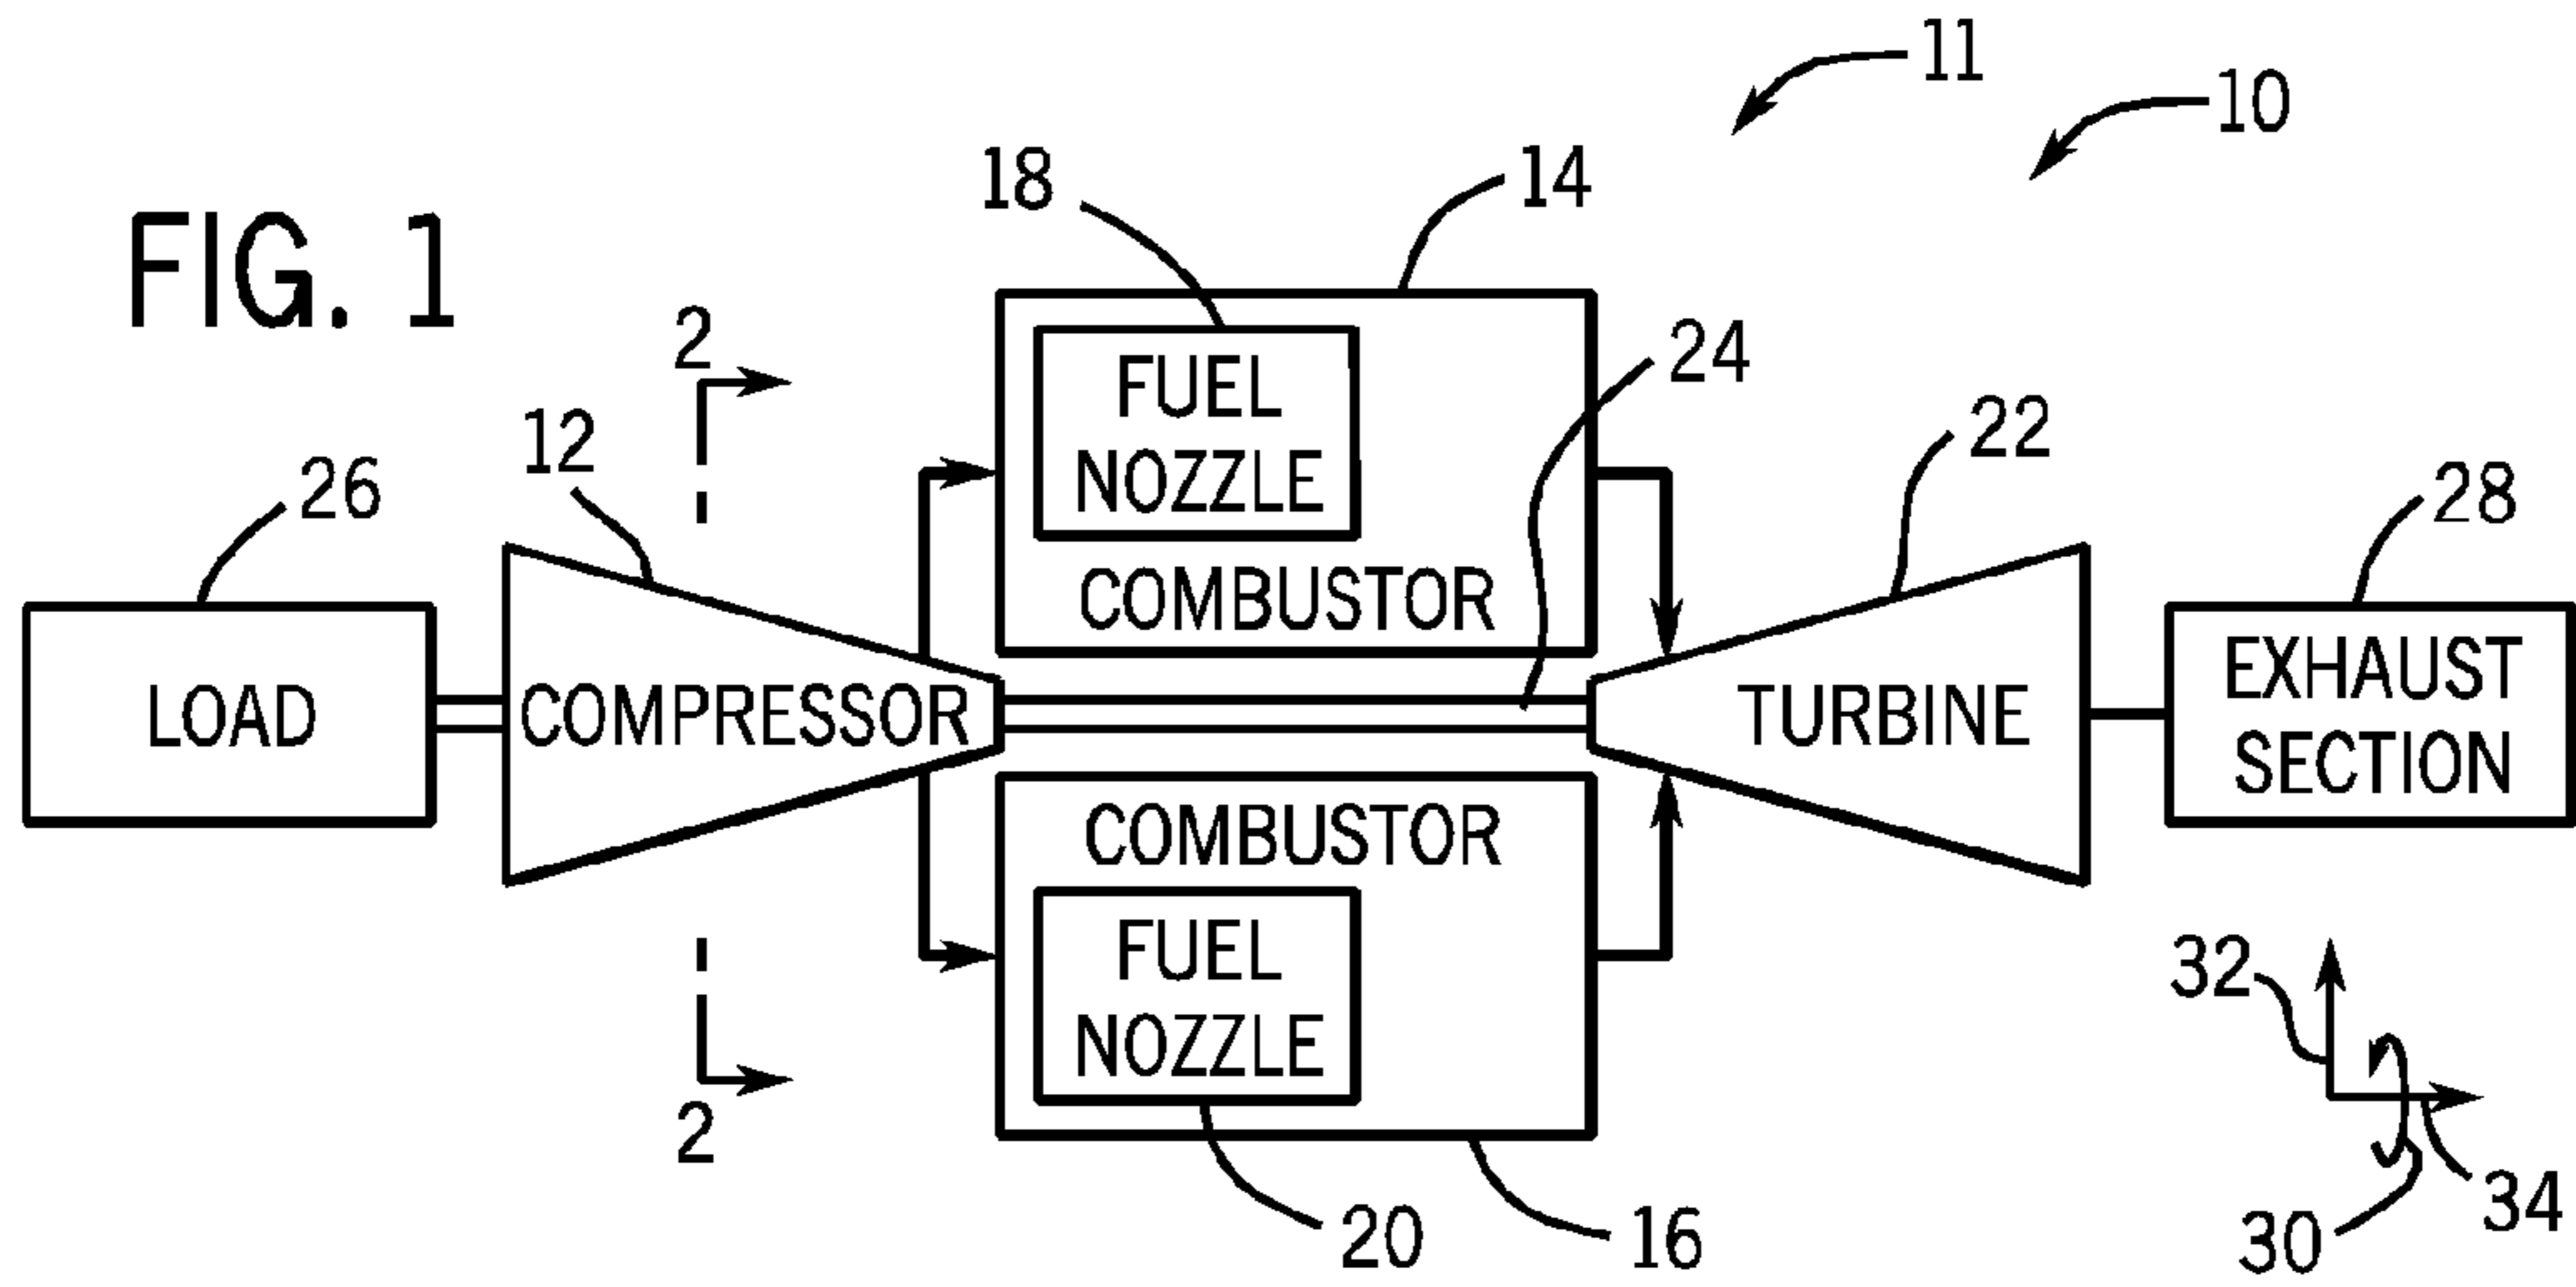 FIG. 1
11
10
18
14
2
24
26
12
22
28
FUEL
NOZZLE
COMBUSTOR
LOAD
COMPRESSOR
TURBINE
EXHAUST
SECTION
COMBUSTOR
FUEL
NOZZLE
2
20
16
32
30
34